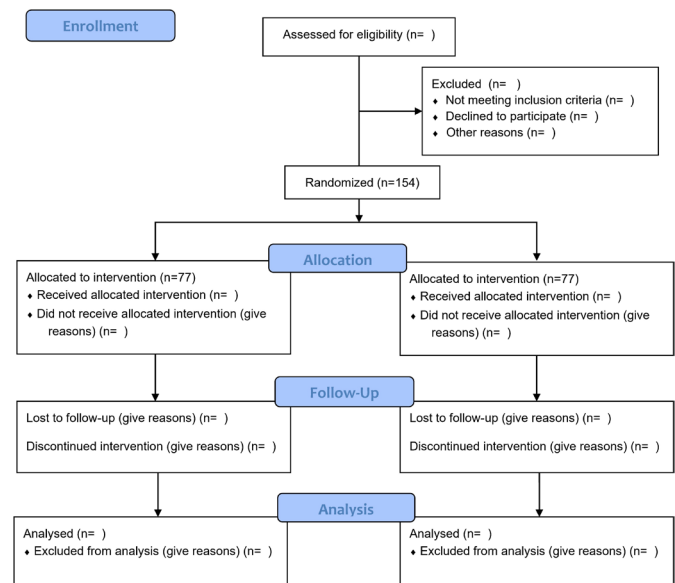 Enrollment
Assessed for eligibility (n= )
Excluded (n= )
♦ Not meeting inclusion criteria (n= )
♦ Declined to participate (n= )
♦ Other reasons (n= )
Randomized (n=154)
Allocation
Allocated to intervention (n=77)
♦ Received allocated intervention (n= )
♦ Did not receive allocated intervention (give
reasons) (n= )
Allocated to intervention (n=77)
♦ Received allocated intervention (n= )
♦ Did not receive allocated intervention (give
reasons) (n= )
Follow-Up
Lost to follow-up (give reasons) (n= )
Discontinued intervention (give reasons) (n= )
Lost to follow-up (give reasons) (n= )
Discontinued intervention (give reasons) (n= )
Analysis
Analysed (n= )
♦ Excluded from analysis (give reasons) (n= )
Analysed (n= )
♦ Excluded from analysis (give reasons) (n= )